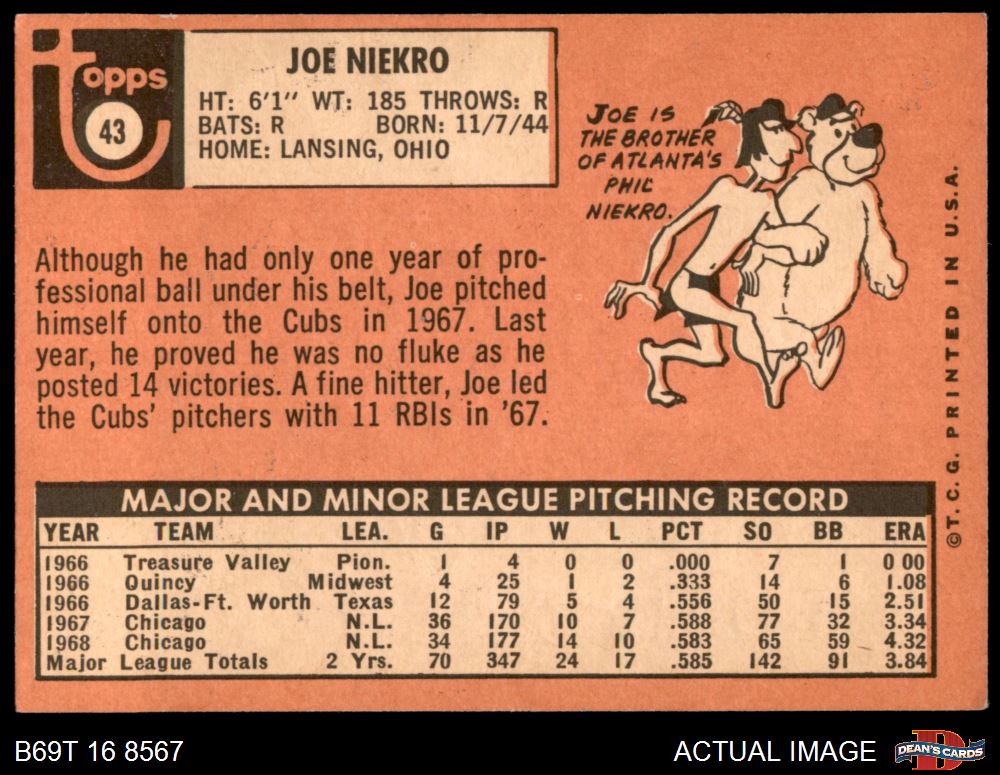 topps
43
JOE NIEKRO
HT: 6'1" WT: 185 THROWS: R
BATS: R BORN: 11/7/44
HOME: LANSING, OHIO
JOE IS
THE BROTHER
OF ATLANTA'S
PHIL
NIEKRO.
Although he had only one year of pro-
fessional ball under his belt, Joe pitched
himself onto the Cubs in 1967. Last
year, he proved he was no fluke as he
posted 14 victories. A fine hitter, Joe led
the Cubs' pitchers with 11 RBIs in '67.
MAJOR AND MINOR LEAGUE PITCHING RECORD
YEAR TEAM LEA. G IP W L PCT SO BB ERA
1966 Treasure Valley Pion. 1 4 0 0 .000 7 1 0 00
1966 Quincy Midwest 4 25 1 2 .333 14 6 1.08
1966 Dallas-Ft. Worth Texas 12 79 5 4 .556 50 15 2.51
1967 Chicago N.L. 36 170 10 7 .588 77 32 3.34
1968 Chicago N.L. 34 177 14 10 .583 65 59 4.32
Major League Totals 2 Yrs. 70 347 24 17 .585 142 91 3.84
©T. C. G. PRINTED IN U.S.A.
B69T 16 8567
ACTUAL IMAGE
D
DEAN'S CARDS